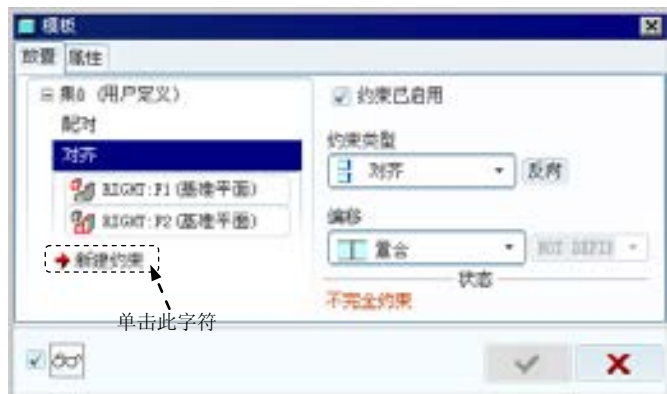 模板
放置 属性
集0 (用户定义)
配对
对齐
RIGHT:F1(基准平面)
RIGHT:F2(基准平面)
新建约束
单击此字符
约束已启用
约束类型
对齐 反向
偏移
重合 NOT DEFIN
状态
不完全约束